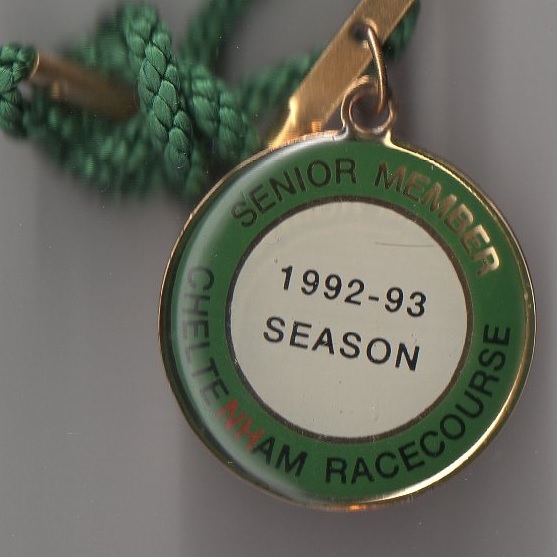 SENIOR MEMBER
1992-93
SEASON
CHELTENHAM RACECOURSE